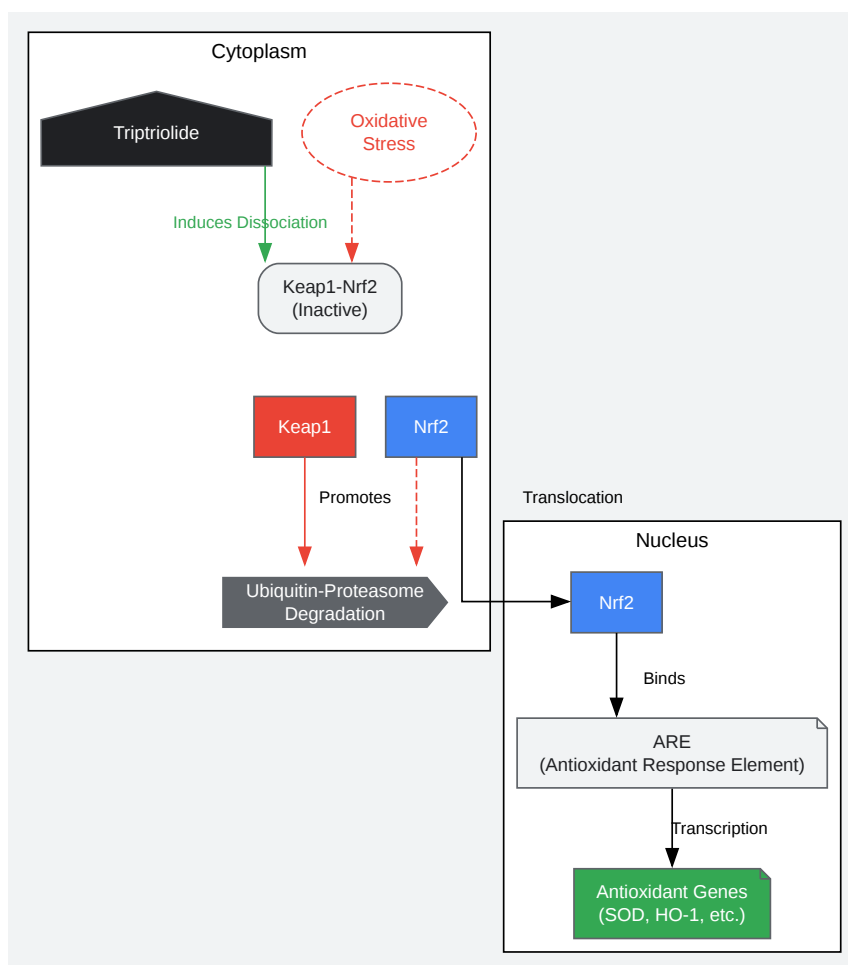 Cytoplasm
Triptriolide
Oxidative
Stress
Induces Dissociation
Keap1-Nrf2
(Inactive)
Keap1
Nrf2
Promotes
Translocation
Ubiquitin-Proteasome
Degradation
Nucleus
Nrf2
Binds
ARE
(Antioxidant Response Element)
Transcription
Antioxidant Genes
(SOD, HO-1, etc.)